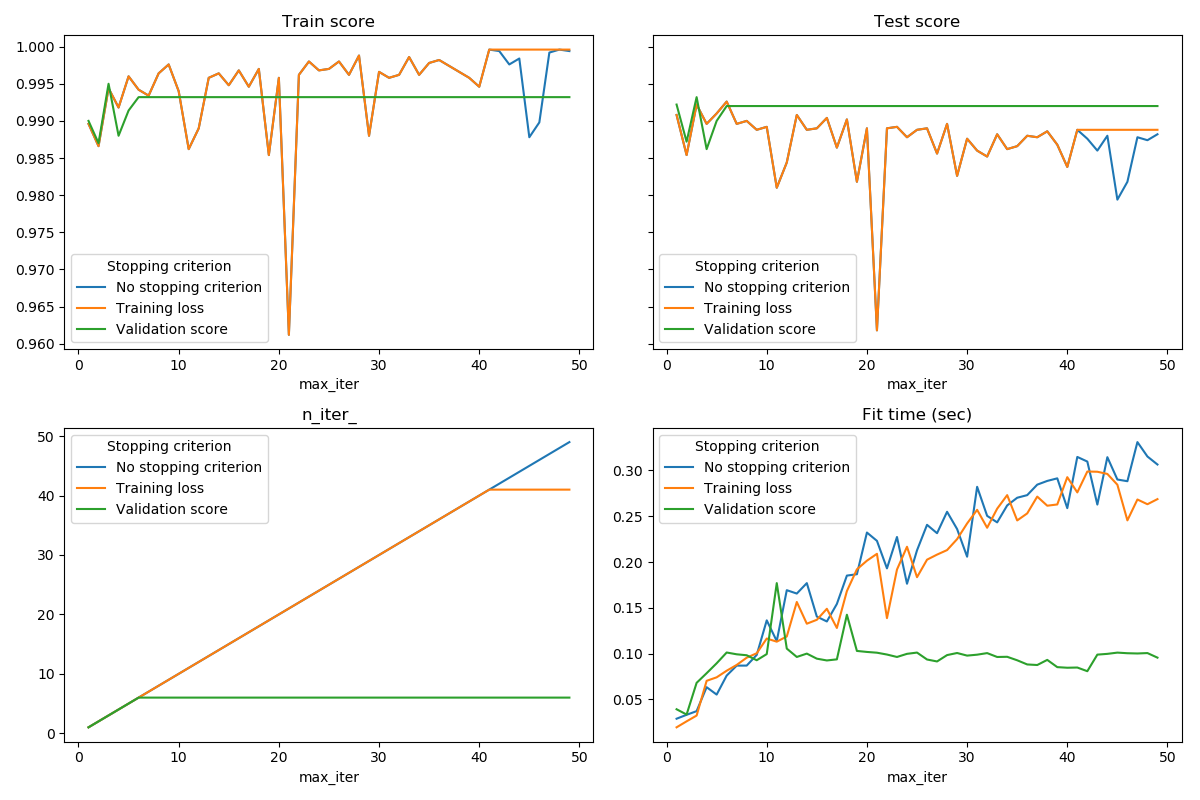 Train score
1.000
0.995
0.990
0.985
0.980
0.975
0.970
0.965
0.960
Stopping criterion
No stopping criterion
Training loss
Validation score
0 10 20 30 40 50
max_iter
Test score
Stopping criterion
No stopping criterion
Training loss
Validation score
0 10 20 30 40 50
max_iter
n_iter_
50
40
30
20
10
0
Stopping criterion
No stopping criterion
Training loss
Validation score
0 10 20 30 40 50
max_iter
Fit time (sec)
0.30
0.25
0.20
0.15
0.10
0.05
Stopping criterion
No stopping criterion
Training loss
Validation score
0 10 20 30 40 50
max_iter